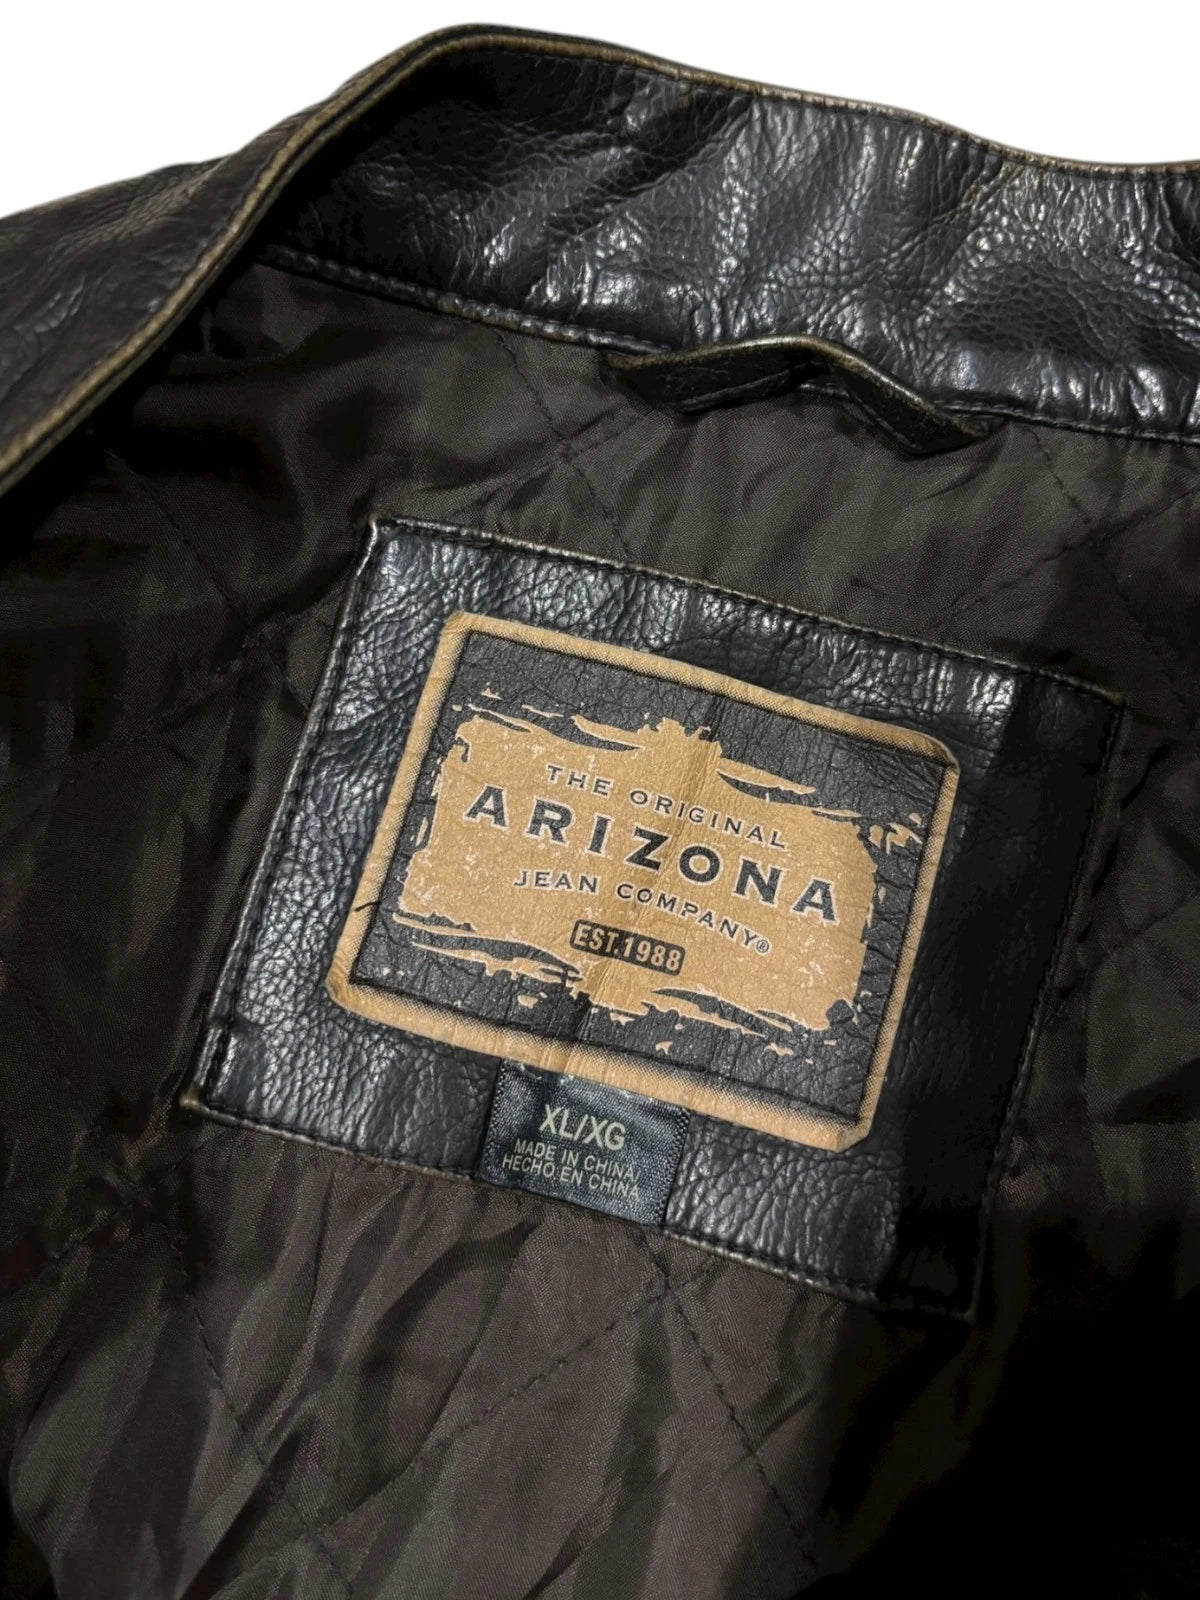 THE ORIGINAL
ARIZONA
JEAN COMPANY®
EST.1988
XL/XG
MADE IN CHINA
HECHO EN CHINA